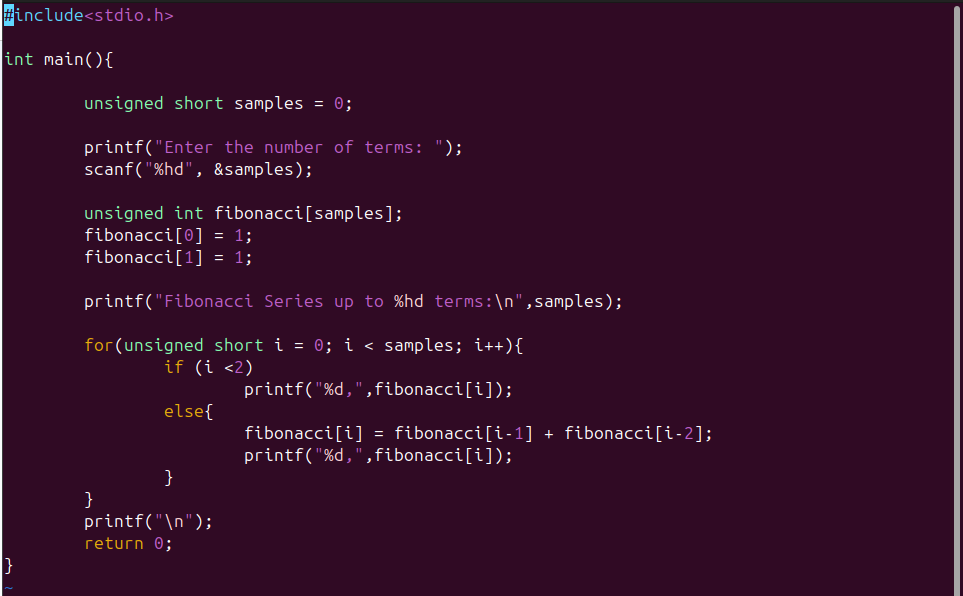 #include<stdio.h>

int main(){

        unsigned short samples = 0;

        printf("Enter the number of terms: ");
        scanf("%hd", &samples);

        unsigned int fibonacci[samples];
        fibonacci[0] = 1;
        fibonacci[1] = 1;

        printf("Fibonacci Series up to %hd terms:\n",samples);

        for(unsigned short i = 0; i < samples; i++){
                if (i <2)
                        printf("%d,",fibonacci[i]);
                else{
                        fibonacci[i] = fibonacci[i-1] + fibonacci[i-2];
                        printf("%d,",fibonacci[i]);
                }
        }
        printf("\n");
        return 0;
}
~